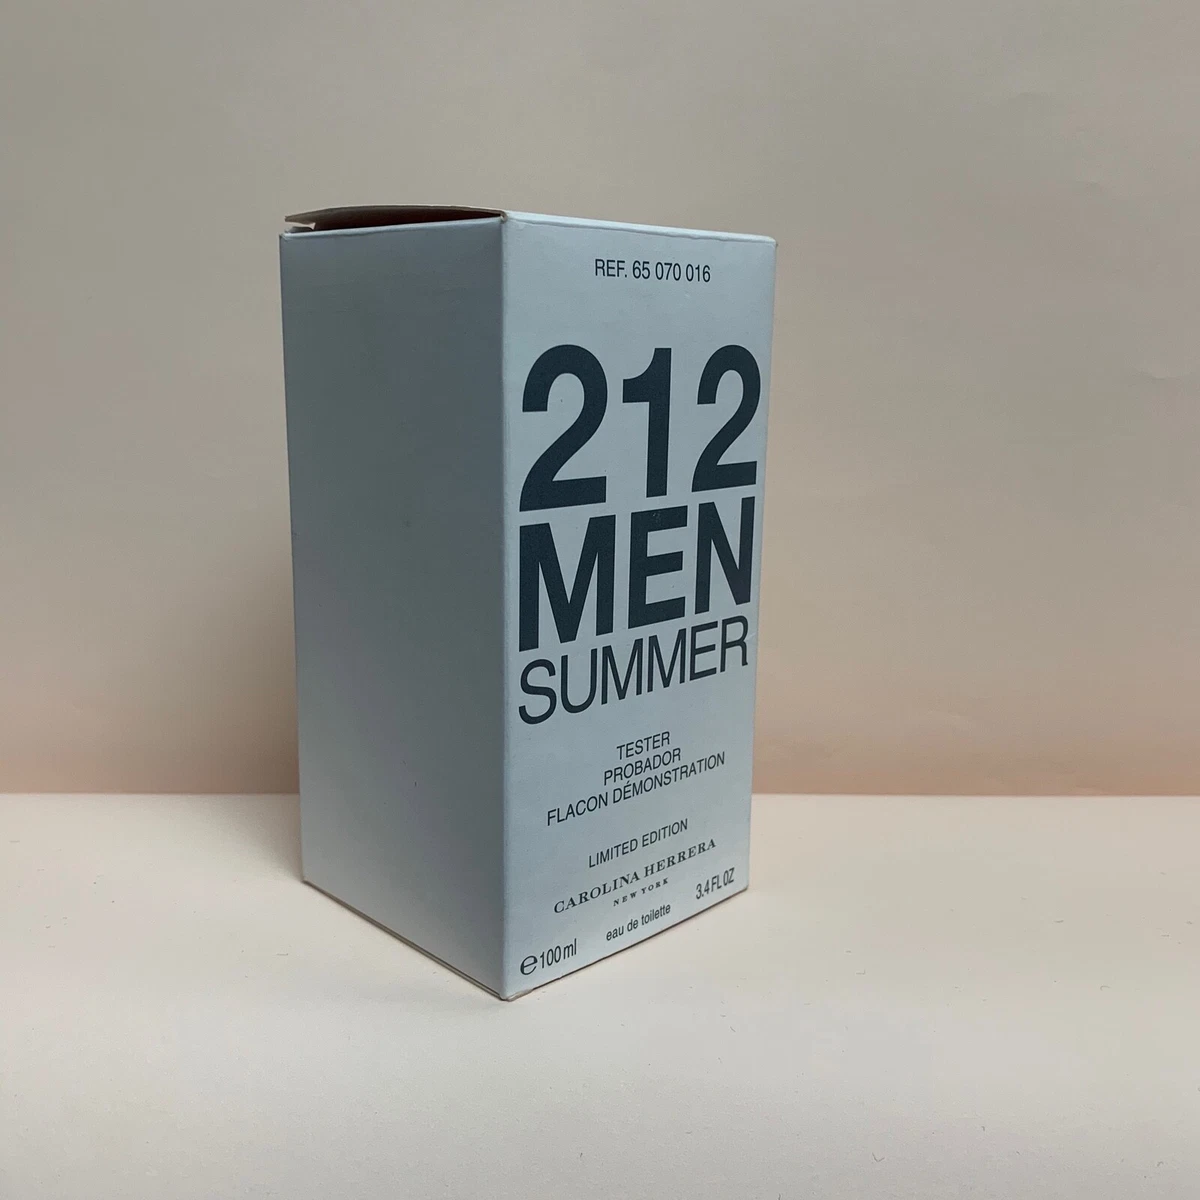 REF. 65 070 016
212
MEN
SUMMER
TESTER
PROBADOR
FLACON DÉMONSTRATION
LIMITED EDITION
CAROLINA HERRERA
NEW YORK
℮100ml eau de toilette 3.4 FL OZ